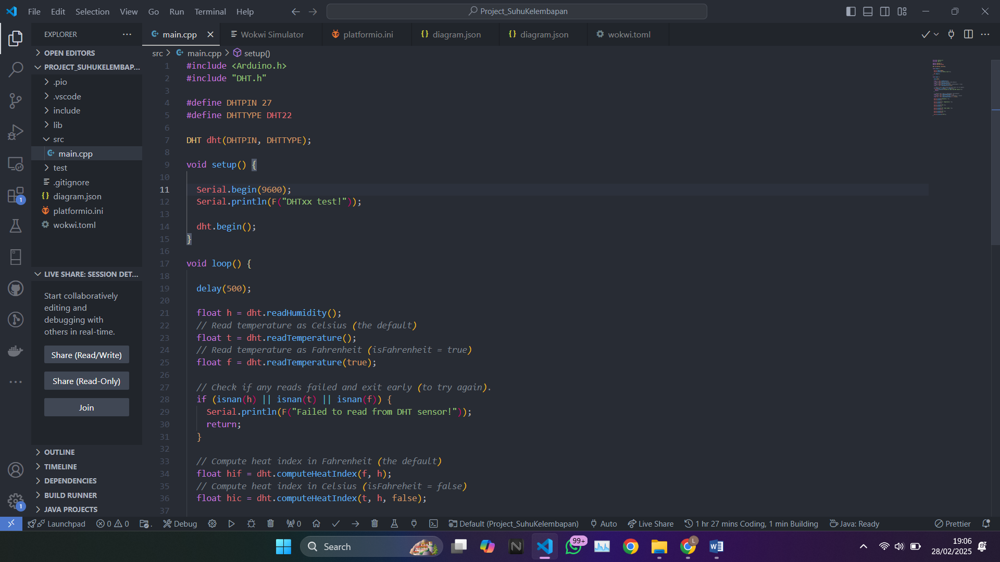 File Edit Selection View Go Run Terminal Help
Project_SuhuKelembapan
EXPLORER
main.cpp
Wokwi Simulator
platformio.ini
{} diagram.json
{} diagram.json
wokwi.toml
OPEN EDITORS
PROJECT_SUHUKELEMBAP...
.pio
.vscode
include
lib
src
main.cpp
test
.gitignore
{} diagram.json
platformio.ini
wokwi.toml
LIVE SHARE: SESSION DET...
Start collaboratively
editing and
debugging with
others in real-time.
Share (Read/Write)
Share (Read-Only)
Join
OUTLINE
TIMELINE
DEPENDENCIES
BUILD RUNNER
JAVA PROJECTS
1
1
src > main.cpp > setup()
1 #include <Arduino.h>
2 #include "DHT.h"
3
4 #define DHTPIN 27
5 #define DHTTYPE DHT22
6
7 DHT dht(DHTPIN, DHTTYPE);
8
9 void setup() {
10
11 Serial.begin(9600);
12 Serial.println(F("DHTxx test!"));
13
14 dht.begin();
15 }
16
17 void loop() {
18
19 delay(500);
20
21 float h = dht.readHumidity();
22 // Read temperature as Celsius (the default)
23 float t = dht.readTemperature();
24 // Read temperature as Fahrenheit (isFahrenheit = true)
25 float f = dht.readTemperature(true);
26
27 // Check if any reads failed and exit early (to try again).
28 if (isnan(h) || isnan(t) || isnan(f)) {
29 Serial.println(F("Failed to read from DHT sensor!"));
30 return;
31 }
32
33 // Compute heat index in Fahrenheit (the default)
34 float hif = dht.computeHeatIndex(f, h);
35 // Compute heat index in Celsius (isFahreheit = false)
36 float hic = dht.computeHeatIndex(t, h, false);
37
Launchpad 0 0 Debug 0 Default (Project_SuhuKelembapan) Auto Live Share 1 hr 27 mins Coding, 1 min Building Java: Ready Prettier
Search
99+
L
19:06
28/02/2025